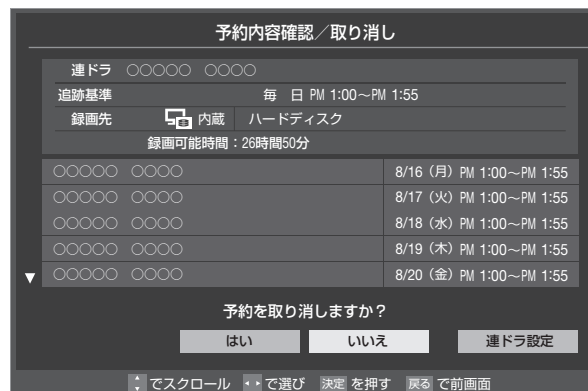 予約内容確認／取り消し
連ドラ ○○○○○ ○○○○
追跡基準 毎 日 PM 1:00～PM 1:55
録画先 内蔵 ハードディスク
録画可能時間：26時間50分
○○○○○ ○○○○ 8/16（月）PM 1:00～PM 1:55
○○○○○ ○○○○ 8/17（火）PM 1:00～PM 1:55
○○○○○ ○○○○ 8/18（水）PM 1:00～PM 1:55
○○○○○ ○○○○ 8/19（木）PM 1:00～PM 1:55
▼ ○○○○○ ○○○○ 8/20（金）PM 1:00～PM 1:55
予約を取り消しますか？
はい いいえ 連ドラ設定
でスクロール で選び 決定 を押す 戻る で前画面